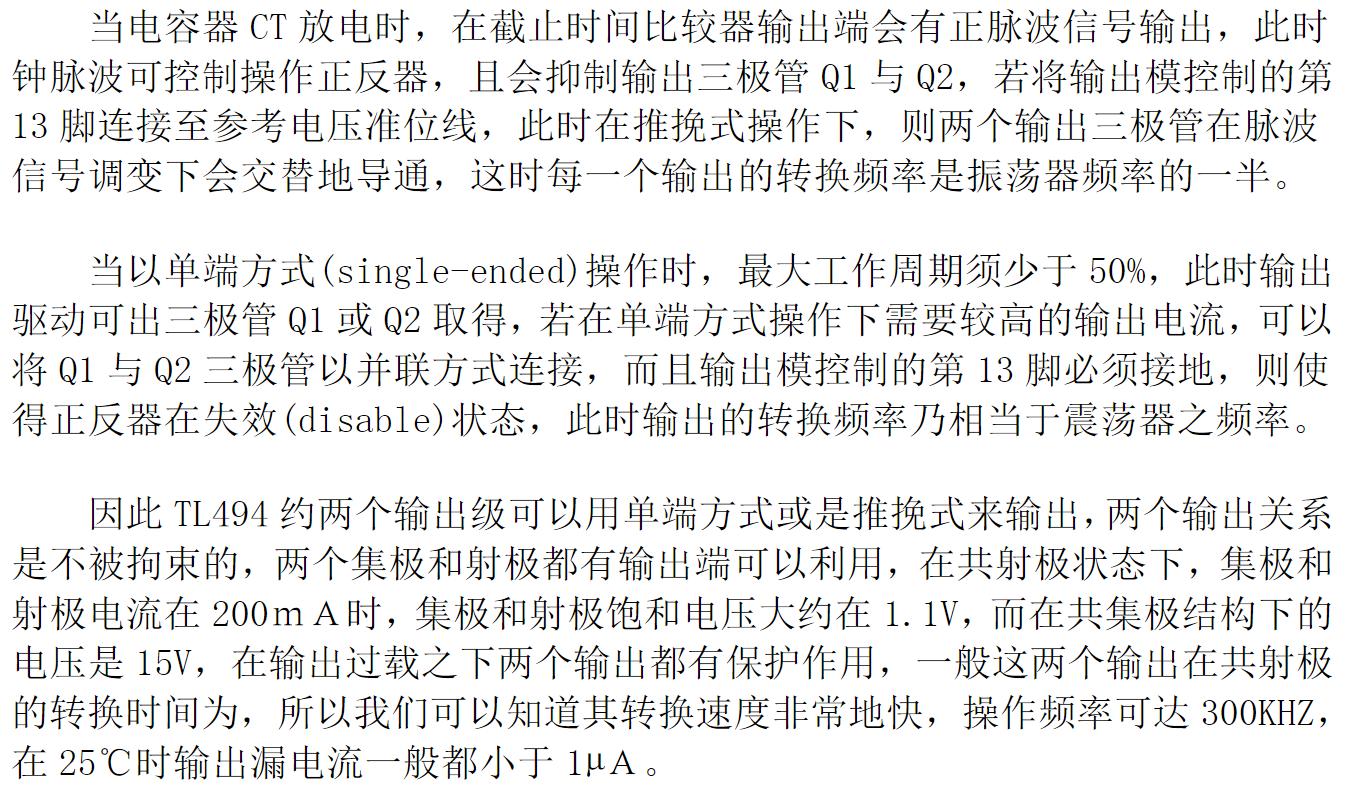 当电容器 CT 放电时，在截止时间比较器输出端会有正脉波信号输出，此时
钟脉波可控制操作正反器，且会抑制输出三极管 Q1 与 Q2，若将输出模控制的第
13 脚连接至参考电压准位线，此时在推挽式操作下，则两个输出三极管在脉波
信号调变下会交替地导通，这时每一个输出的转换频率是振荡器频率的一半。
当以单端方式(single-ended)操作时，最大工作周期须少于 50%，此时输出
驱动可出三极管 Q1 或 Q2 取得，若在单端方式操作下需要较高的输出电流，可以
将 Q1 与 Q2 三极管以并联方式连接，而且输出模控制的第 13 脚必须接地，则使
得正反器在失效(disable)状态，此时输出的转换频率乃相当于震荡器之频率。
因此 TL494 约两个输出级可以用单端方式或是推挽式来输出，两个输出关系
是不被拘束的，两个集极和射极都有输出端可以利用，在共射极状态下，集极和
射极电流在 200ｍＡ时，集极和射极饱和电压大约在 1.1V，而在共集极结构下的
电压是 15V，在输出过载之下两个输出都有保护作用，一般这两个输出在共射极
的转换时间为，所以我们可以知道其转换速度非常地快，操作频率可达 300KHZ，
在 25℃时输出漏电流一般都小于 1μＡ。